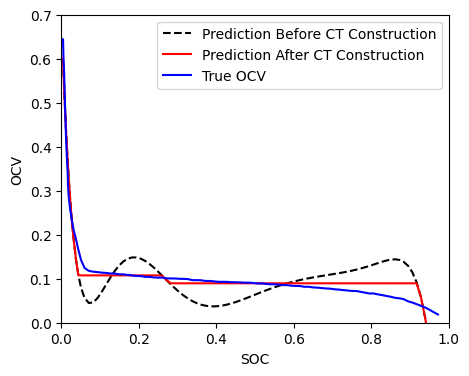 0.7
0.6
0.5
0.4
0.3
0.2
0.1
0.0
OCV
Prediction Before CT Construction
Prediction After CT Construction
True OCV
0.0 0.2 0.4 0.6 0.8 1.0
SOC